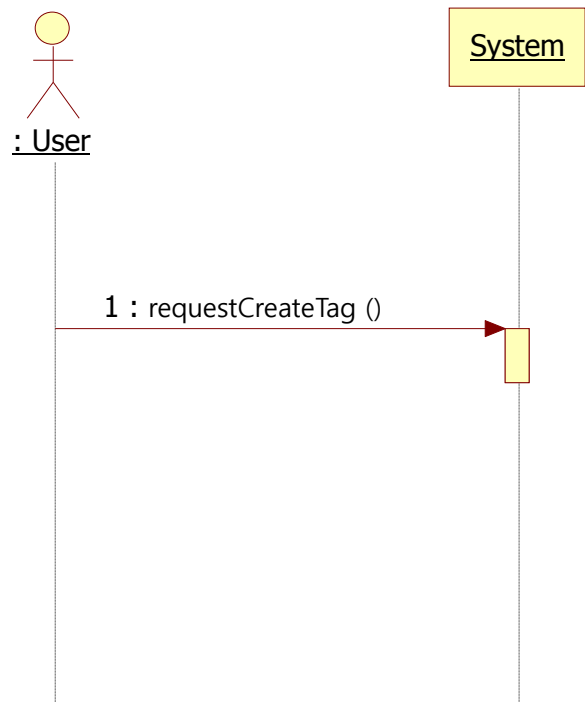 System
: User
1 : requestCreateTag ()